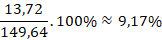 13,72
149,64 . 100% ≈ 9,17%